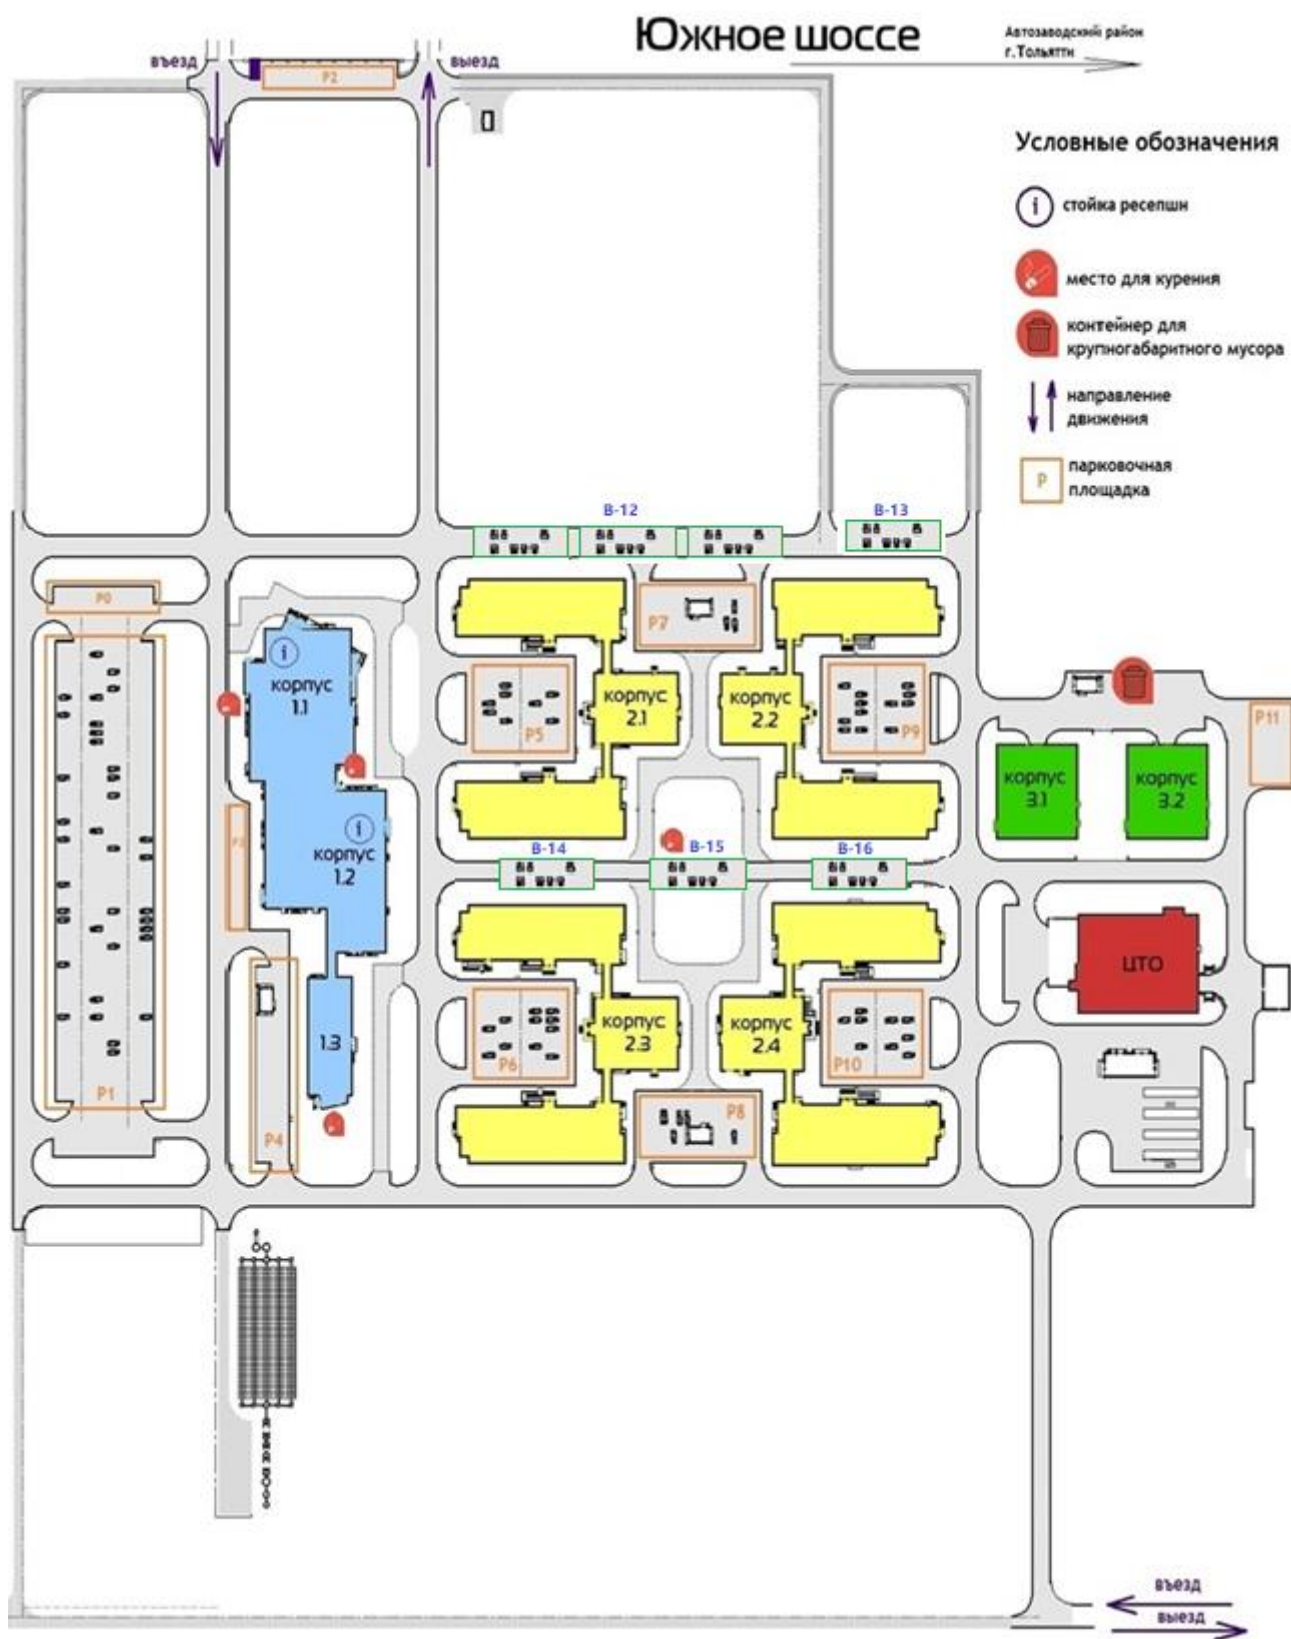 Южное шоссе
Автозаводский район
г.Тольятти
въезд
P2
выезд
Условные обозначения
i
стойка ресепшн
место для курения
контейнер для
крупногабаритного мусора
направление
движения
P
парковочная
площадка
В-12
В-13
P0
P7
i
корпус
1.1
корпус
2.1
корпус
2.2
P5
P9
P11
корпус
3.1
корпус
3.2
i
корпус
1.2
P3
В-14
В-15
В-16
ЦТО
1.3
корпус
2.3
корпус
2.4
P6
P10
P1
P4
P8
въезд
выезд